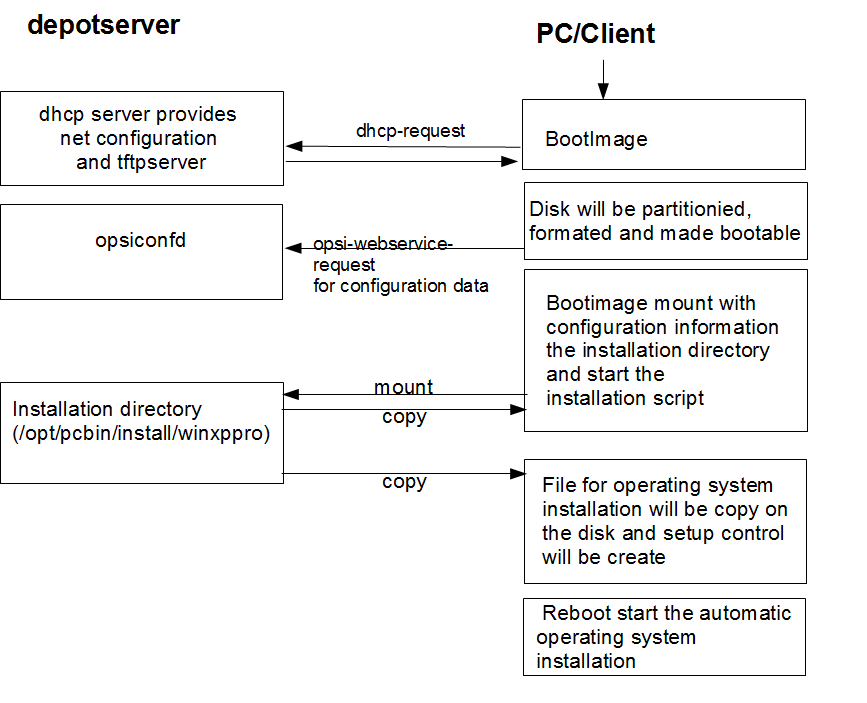 depotserver
PC/Client
dhcp server provides
net configuration
and tftpserver
dhcp-request
BootImage
Disk will be partitionied,
formated and made bootable
opsiconfd
opsi-webservice-
request
for configuration data
Bootimage mount with
configuration information
the installation directory
and start the
installation script
Installation directory
(/opt/pcbin/install/winxppro)
mount
copy
copy
File for operating system
installation will be copy on
the disk and setup control
will be create
Reboot start the automatic
operating system
installation